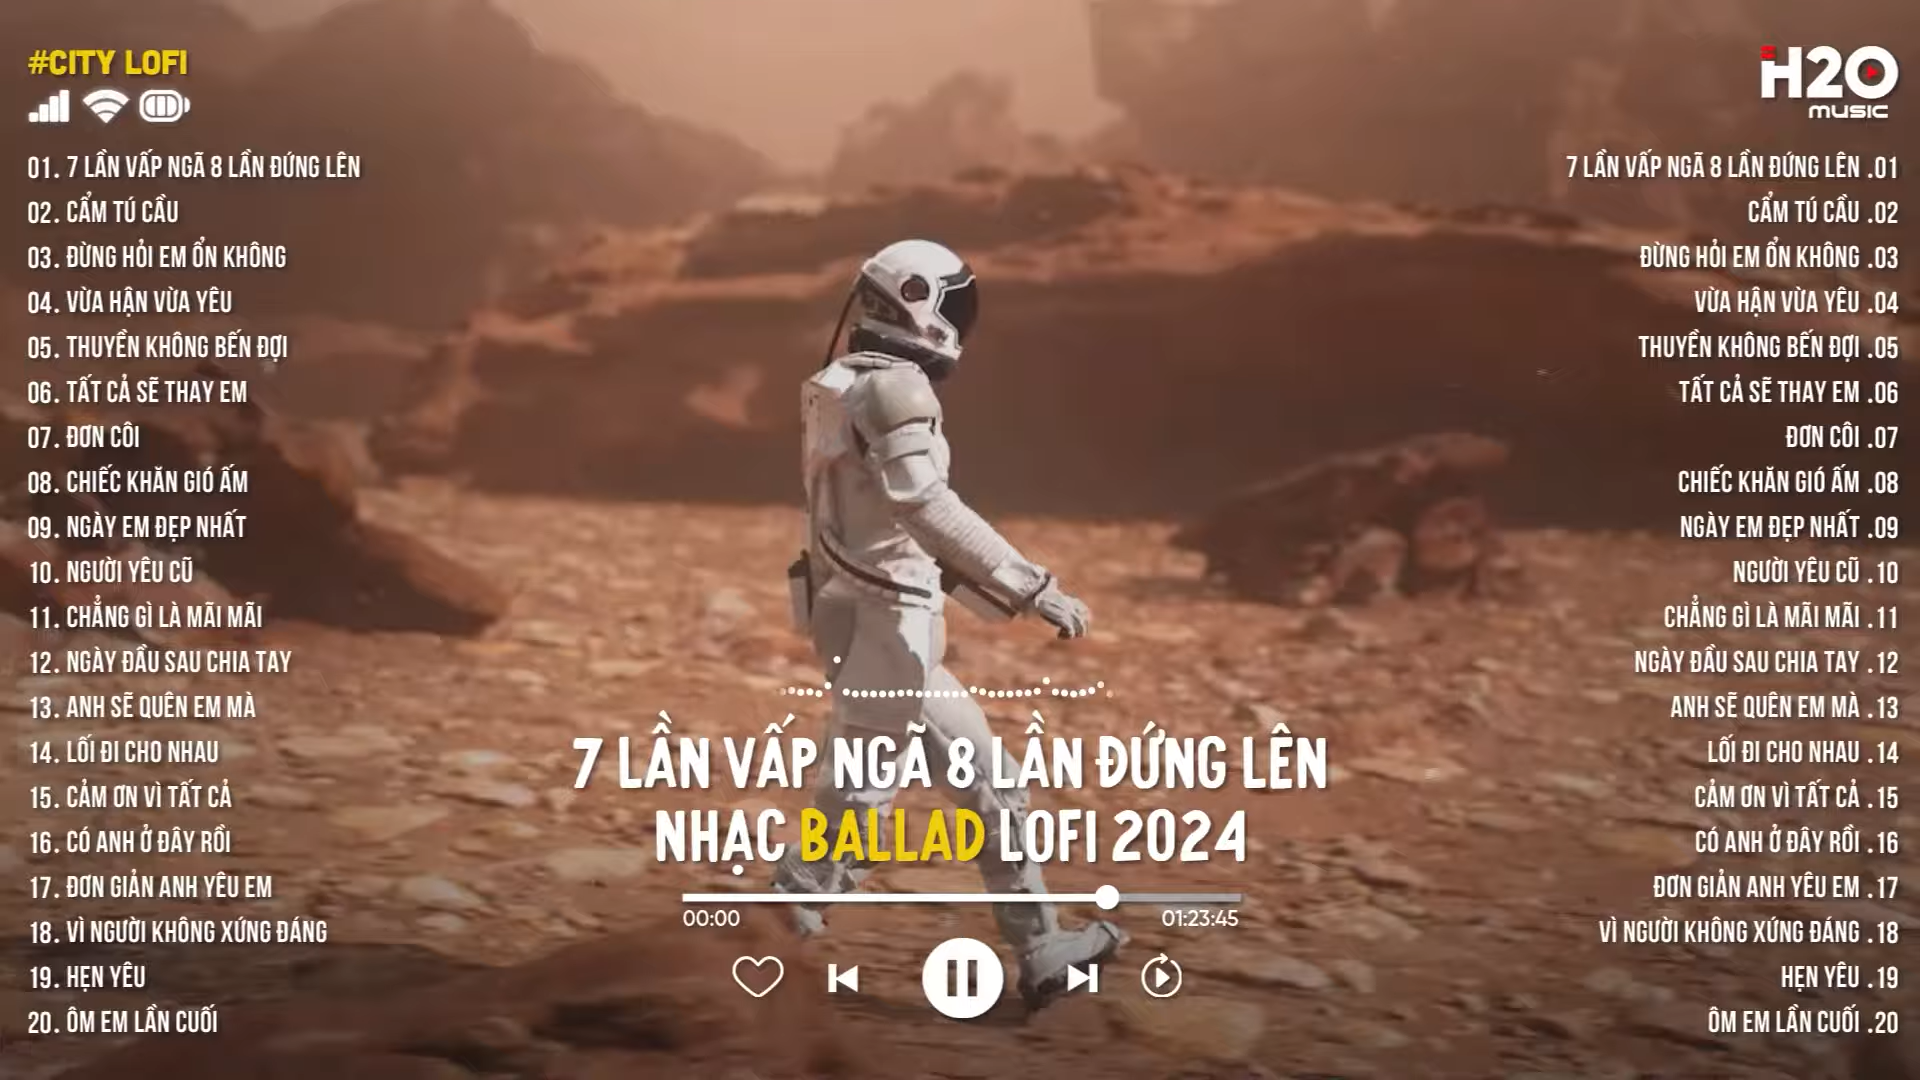 #CITY LOFI
H2O
MUSIC
01. 7 LẦN VẤP NGÃ 8 LẦN ĐỨNG LÊN
02. CẨM TÚ CẦU
03. ĐỪNG HỎI EM ỔN KHÔNG
04. VỪA HẬN VỪA YÊU
05. THUYỀN KHÔNG BẾN ĐỢI
06. TẤT CẢ SẼ THAY EM
07. ĐƠN CÔI
08. CHIẾC KHĂN GIÓ ẤM
09. NGÀY EM ĐẸP NHẤT
10. NGƯỜI YÊU CŨ
11. CHẲNG GÌ LÀ MÃI MÃI
12. NGÀY ĐẦU SAU CHIA TAY
13. ANH SẼ QUÊN EM MÀ
14. LỐI ĐI CHO NHAU
15. CẢM ƠN VÌ TẤT CẢ
16. CÓ ANH Ở ĐÂY RỒI
17. ĐƠN GIẢN ANH YÊU EM
18. VÌ NGƯỜI KHÔNG XỨNG ĐÁNG
19. HẸN YÊU
20. ÔM EM LẦN CUỐI
7 LẦN VẤP NGÃ 8 LẦN ĐỨNG LÊN .01
CẨM TÚ CẦU .02
ĐỪNG HỎI EM ỔN KHÔNG .03
VỪA HẬN VỪA YÊU .04
THUYỀN KHÔNG BẾN ĐỢI .05
TẤT CẢ SẼ THAY EM .06
ĐƠN CÔI .07
CHIẾC KHĂN GIÓ ẤM .08
NGÀY EM ĐẸP NHẤT .09
NGƯỜI YÊU CŨ .10
CHẲNG GÌ LÀ MÃI MÃI .11
NGÀY ĐẦU SAU CHIA TAY .12
ANH SẼ QUÊN EM MÀ .13
LỐI ĐI CHO NHAU .14
CẢM ƠN VÌ TẤT CẢ .15
CÓ ANH Ở ĐÂY RỒI .16
ĐƠN GIẢN ANH YÊU EM .17
VÌ NGƯỜI KHÔNG XỨNG ĐÁNG .18
HẸN YÊU .19
ÔM EM LẦN CUỐI .20
7 LẦN VẤP NGÃ 8 LẦN ĐỨNG LÊN
NHẠC BALLAD LOFI 2024
00:00
01:23:45